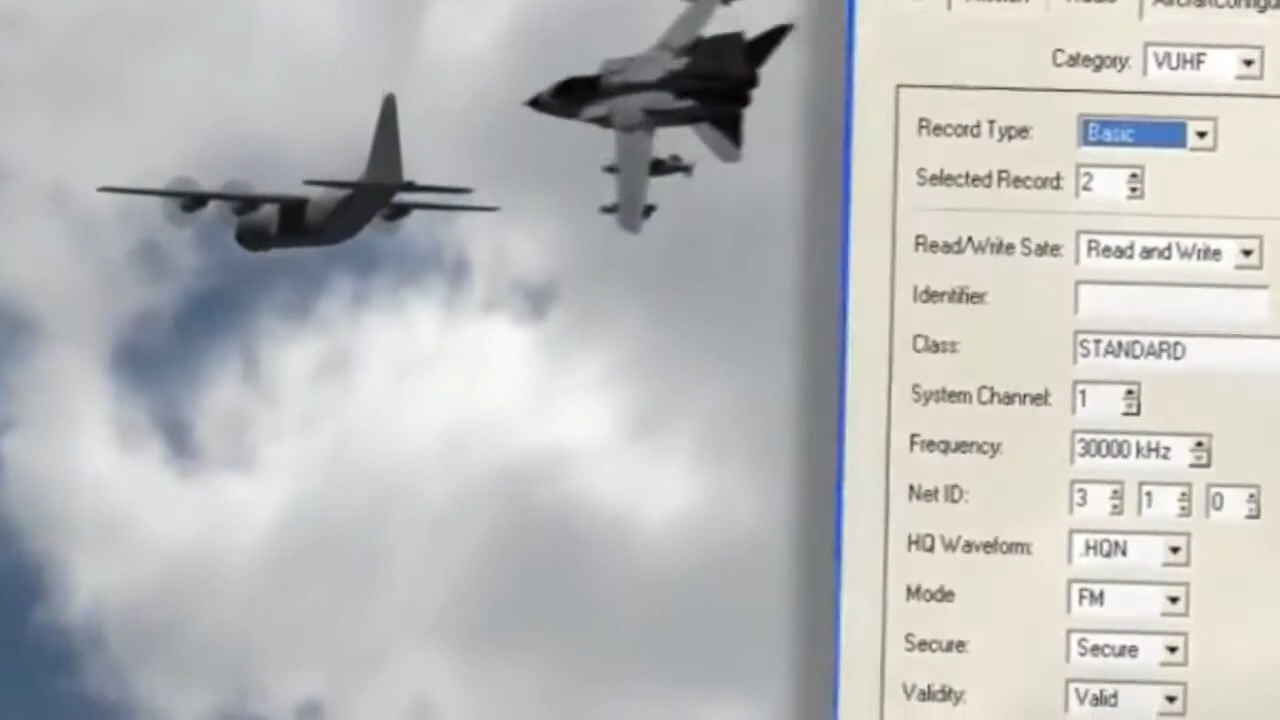 Category: VUHF
Record Type: Basic
Selected Record: 2
Read/Write Sate: Read and Write
Identifier:
Class: STANDARD
System Channel: 1
Frequency: 30000 kHz
Net ID: 3 1 0
HQ Waveform: .HQN
Mode FM
Secure: Secure
Validity: Valid